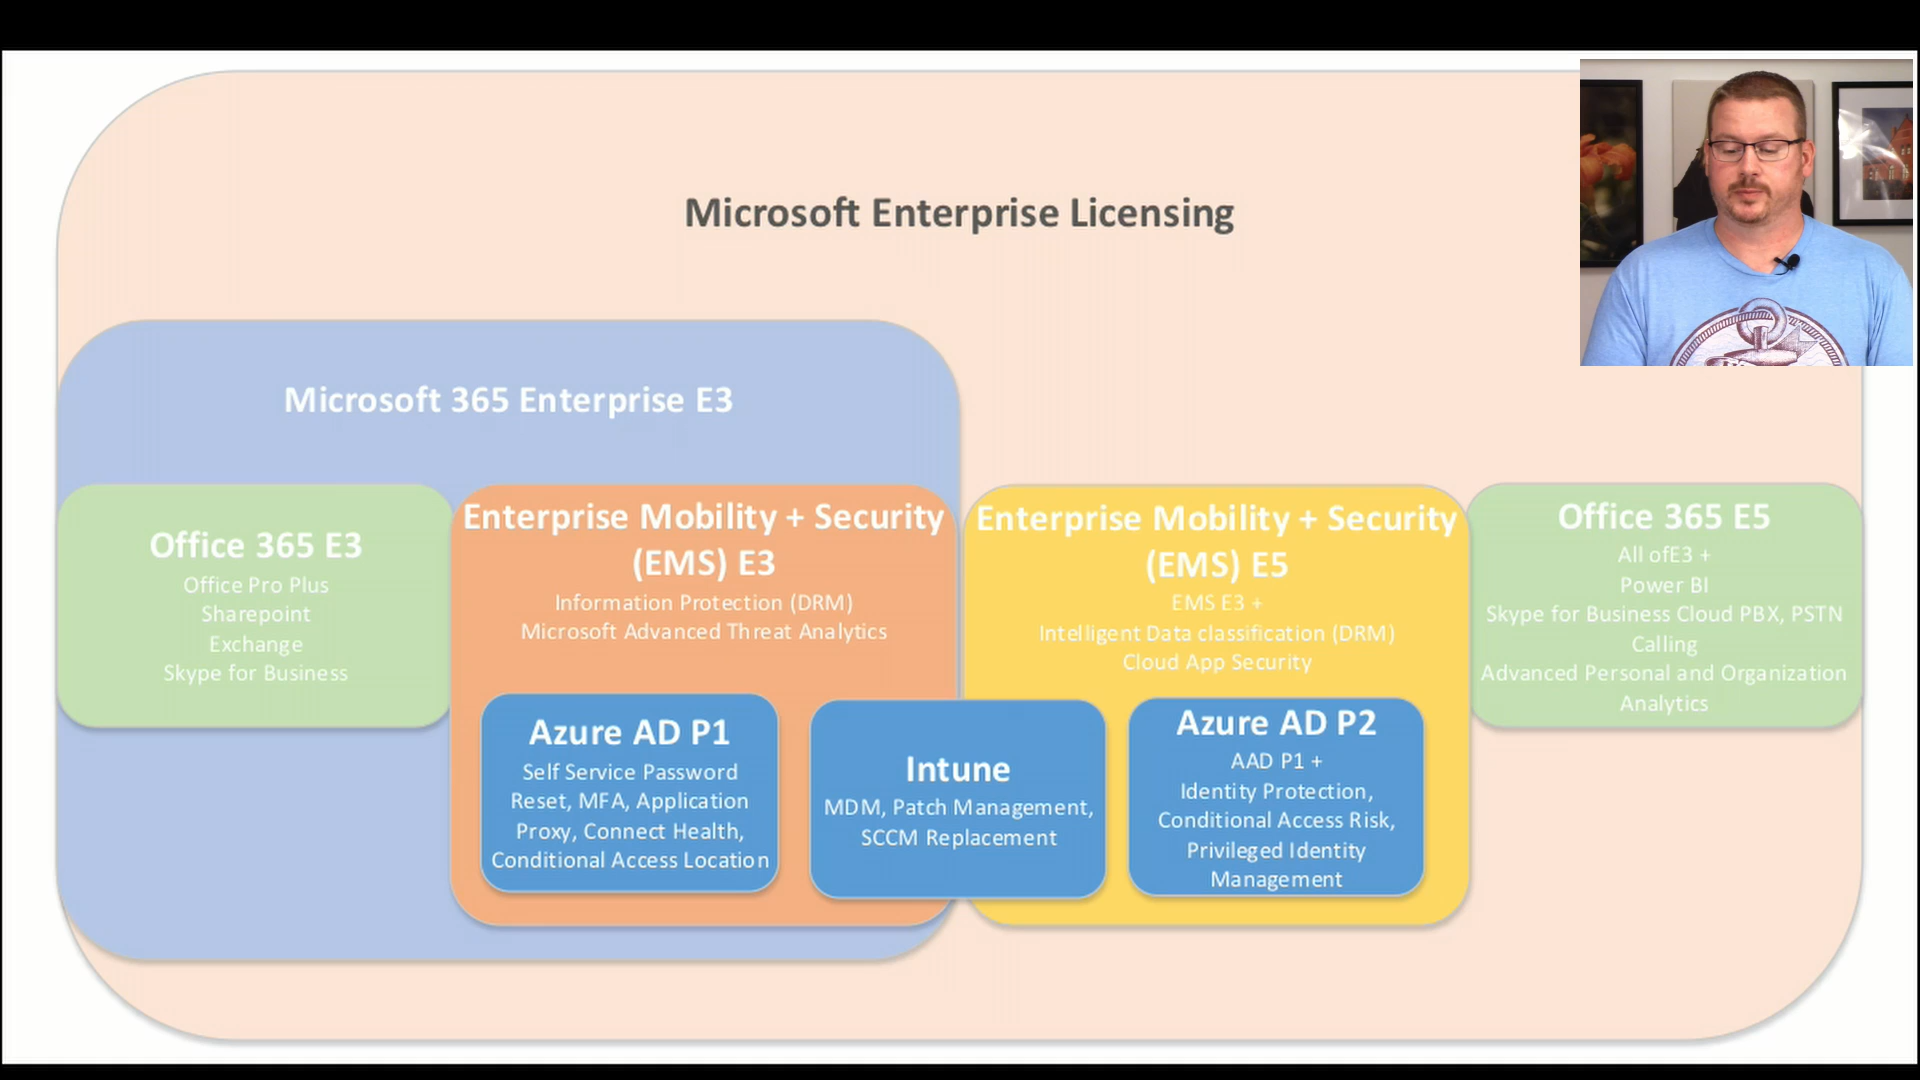 Microsoft Enterprise Licensing
Microsoft 365 Enterprise E3
Office 365 E3
Office Pro Plus
Sharepoint
Exchange
Skype for Business
Enterprise Mobility + Security
(EMS) E3
Information Protection (DRM)
Microsoft Advanced Threat Analytics
Azure AD P1
Self Service Password
Reset, MFA, Application
Proxy, Connect Health,
Conditional Access Location
Intune
MDM, Patch Management,
SCCM Replacement
Enterprise Mobility + Security
(EMS) E5
EMS E3 +
Intelligent Data classification (DRM)
Cloud App Security
Azure AD P2
AAD P1 +
Identity Protection,
Conditional Access Risk,
Privileged Identity
Management
Office 365 E5
All ofE3 +
Power BI
Skype for Business Cloud PBX, PSTN
Calling
Advanced Personal and Organization
Analytics